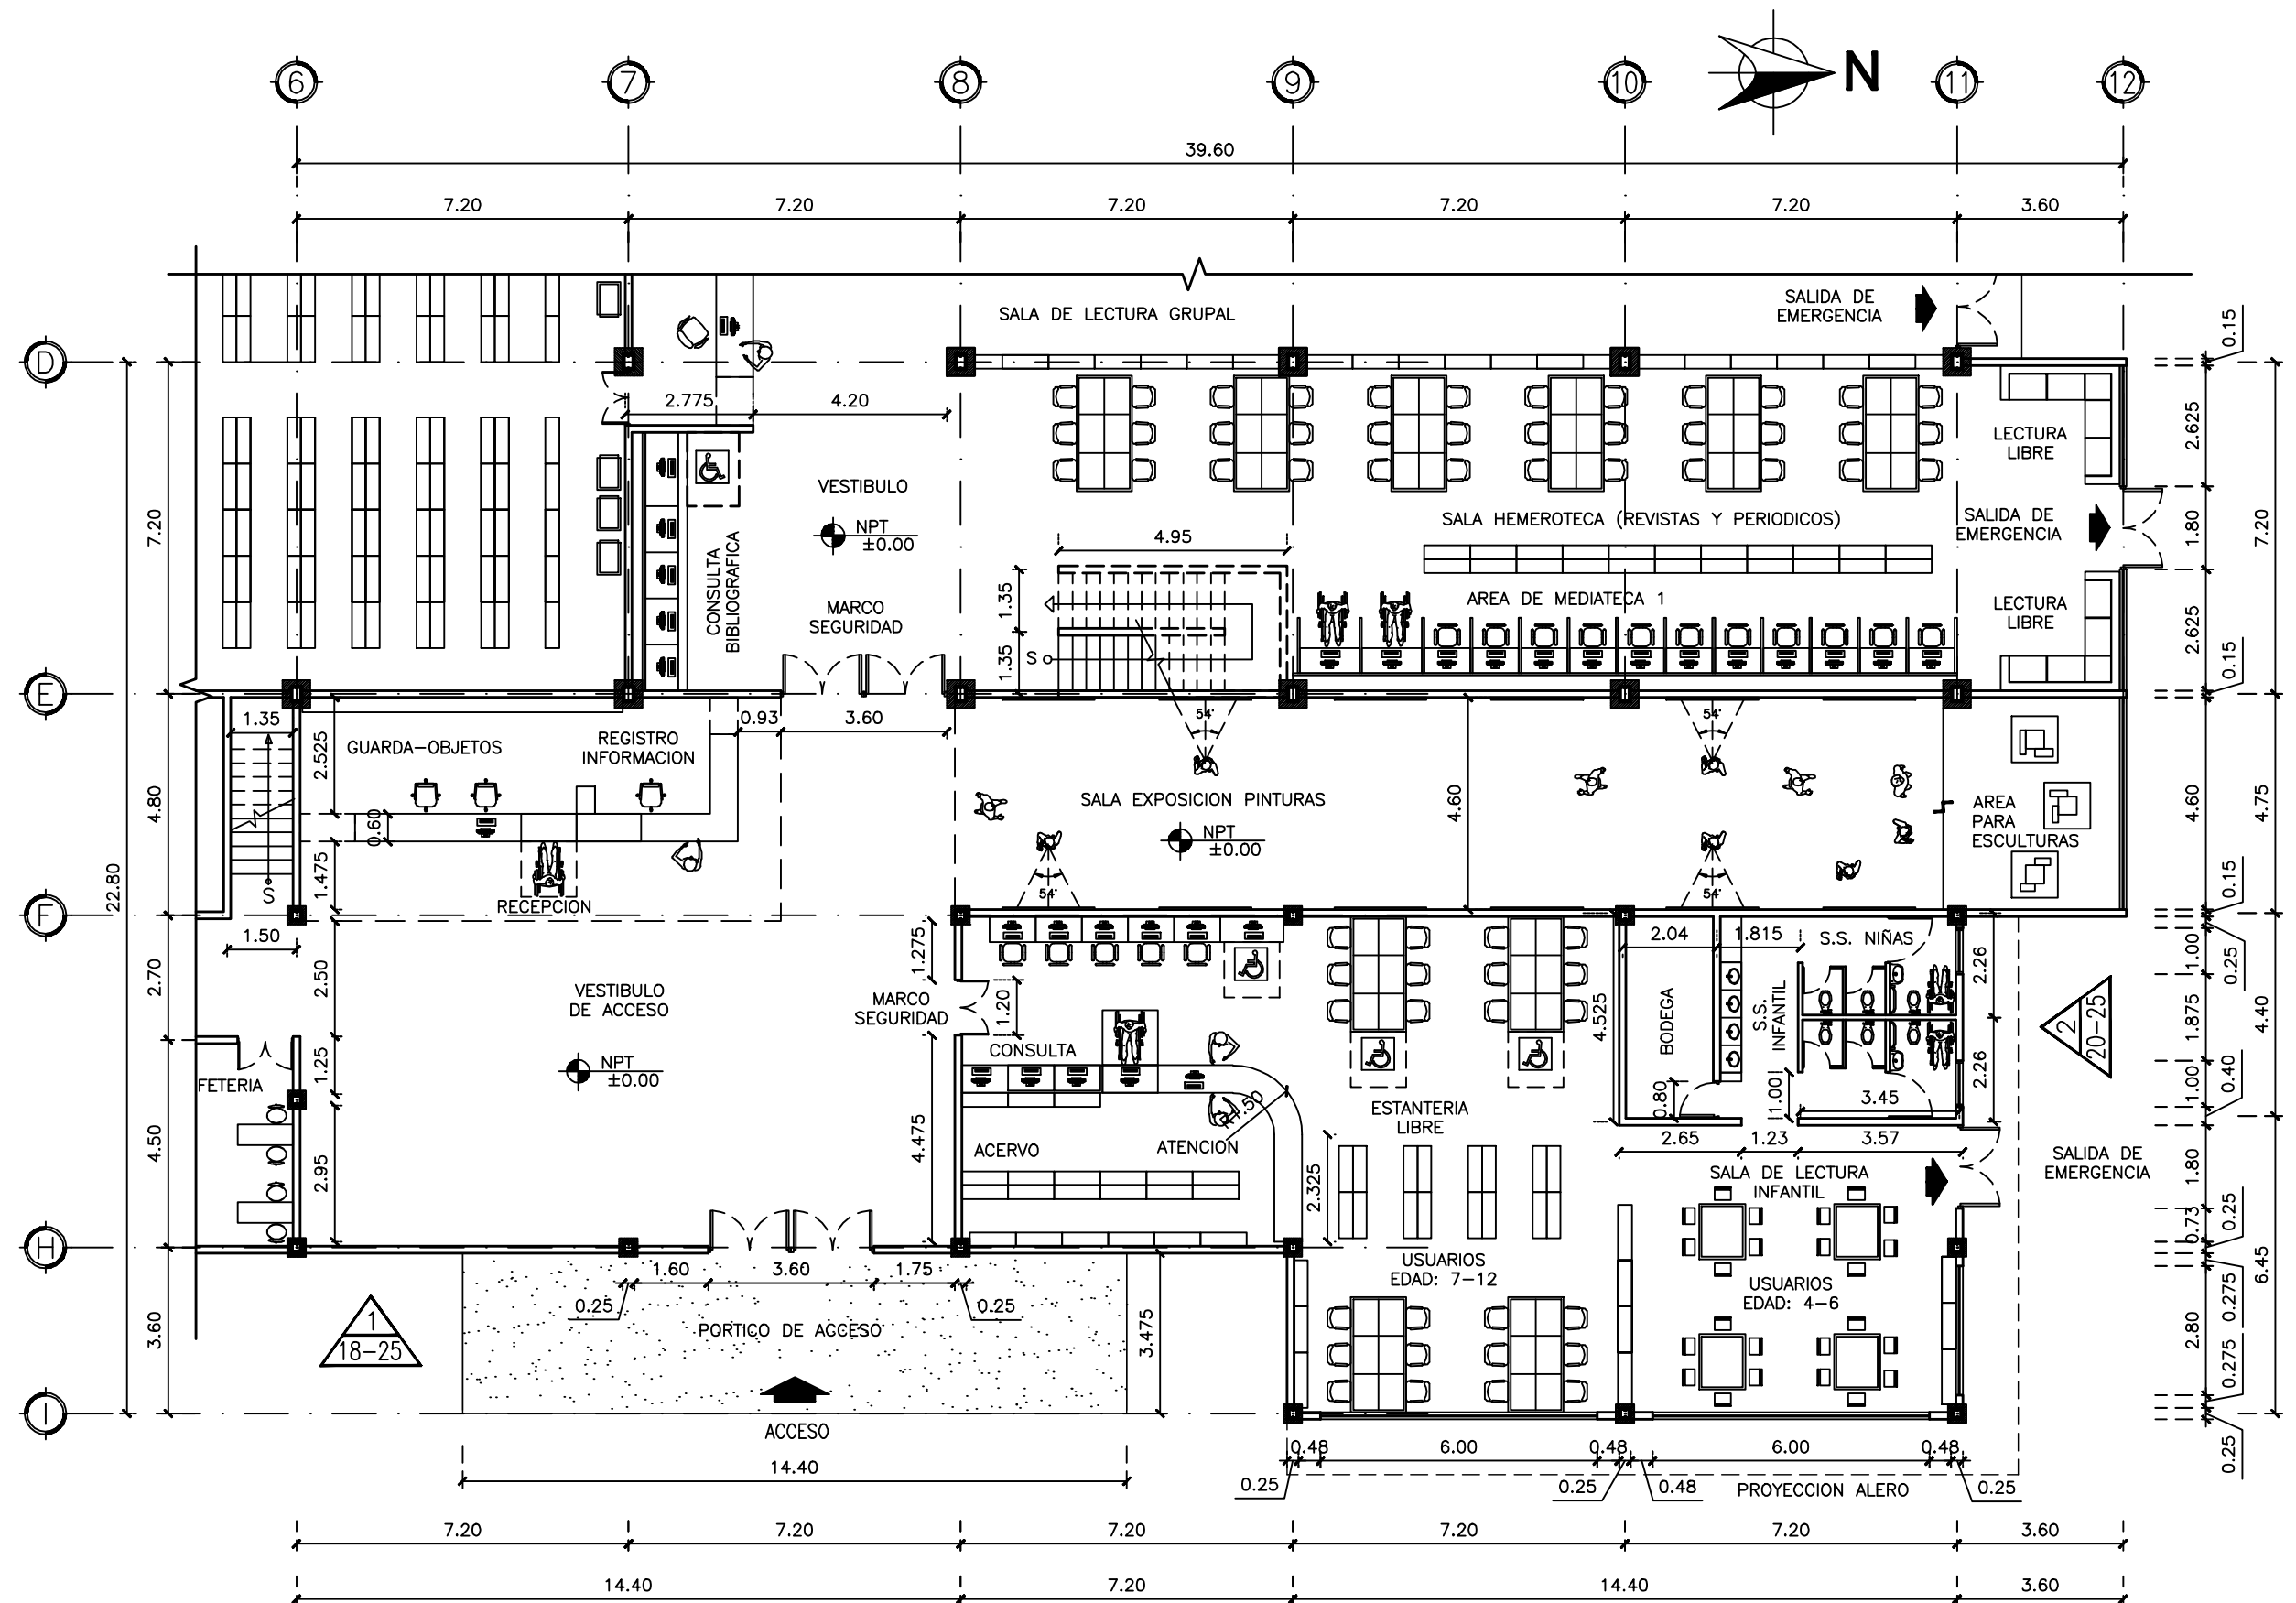 6
7
8
9
10
11
12
N
39.60
7.20
7.20
7.20
7.20
7.20
3.60
SALA DE LECTURA GRUPAL
SALIDA DE
EMERGENCIA
0.15
D
2.775
4.20
LECTURA
LIBRE
2.625
VESTIBULO
NPT
±0.00
SALA HEMEROTECA (REVISTAS Y PERIODICOS)
SALIDA DE
EMERGENCIA
1.80
7.20
7.20
CONSULTA
BIBLIOGRAFICA
4.95
1.35
1.35
S
MARCO
SEGURIDAD
AREA DE MEDIATECA 1
LECTURA
LIBRE
2.625
0.15
E
1.35
2.525
GUARDA-OBJETOS
REGISTRO
INFORMACION
0.93
3.60
54°
54°
4.80
0.60
1.475
S
RECEPCION
SALA EXPOSICION PINTURAS
NPT
±0.00
4.60
54°
54°
AREA
PARA
ESCULTURAS
4.60
4.75
0.15
22.80
F
1.50
2.70
2.50
VESTIBULO
DE ACCESO
NPT
±0.00
1.275
MARCO
SEGURIDAD
1.20
CONSULTA
4.525
2.04
1.815
S.S. NIÑAS
BODEGA
S.S.
INFANTIL
2.26
2.26
1.00
0.25
1.875
4.40
2
20-25
FETERIA
1.25
0.80
1.00
3.45
1.00
0.40
1.50
ESTANTERIA
LIBRE
4.50
2.95
4.475
ACERVO
ATENCION
2.325
2.65
1.23
3.57
SALA DE LECTURA
INFANTIL
SALIDA DE
EMERGENCIA
1.80
0.25
0.73
H
1.60
3.60
1.75
0.25
0.25
USUARIOS
EDAD: 7-12
USUARIOS
EDAD: 4-6
6.45
0.275
2.80
0.275
3.60
1
18-25
PORTICO DE ACCESO
3.475
I
ACCESO
14.40
0.48
6.00
0.48
6.00
0.48
0.25
0.25
0.48
0.25
0.25
PROYECCION ALERO
7.20
7.20
7.20
7.20
7.20
3.60
14.40
7.20
14.40
3.60